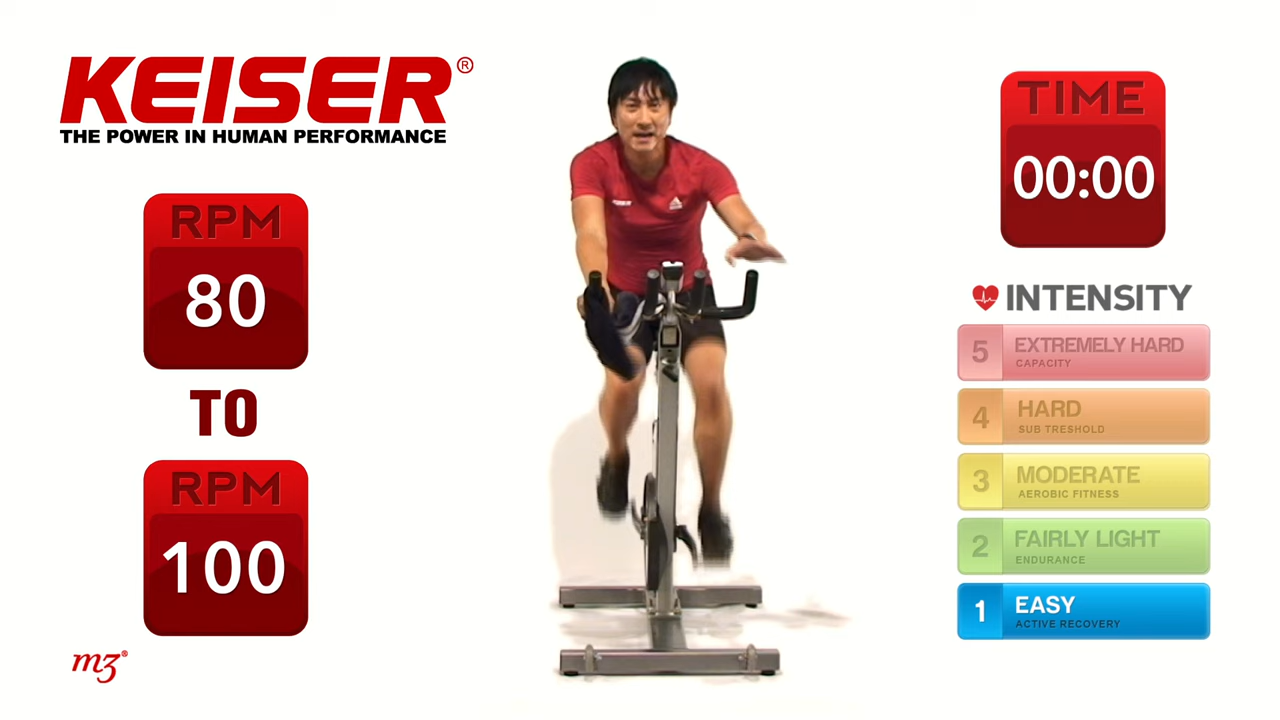 KEISER®
THE POWER IN HUMAN PERFORMANCE
RPM
80
TO
RPM
100
m3®
KEISER
TIME
00:00
INTENSITY
5 EXTREMELY HARD
CAPACITY
4 HARD
SUB TRESHOLD
3 MODERATE
AEROBIC FITNESS
2 FAIRLY LIGHT
ENDURANCE
1 EASY
ACTIVE RECOVERY